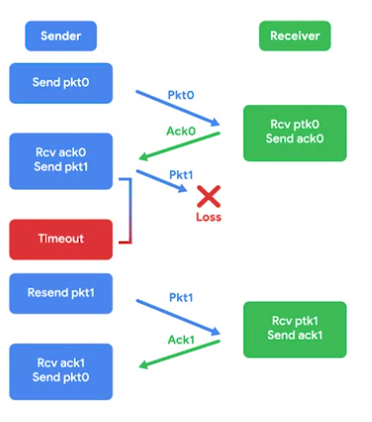 Sender
Receiver
Send pkt0
Pkt0
Rcv ptk0
Send ack0
Ack0
Rcv ack0
Send pkt1
Pkt1
Loss
Timeout
Resend pkt1
Pkt1
Rcv ptk1
Send ack1
Ack1
Rcv ack1
Send pkt0